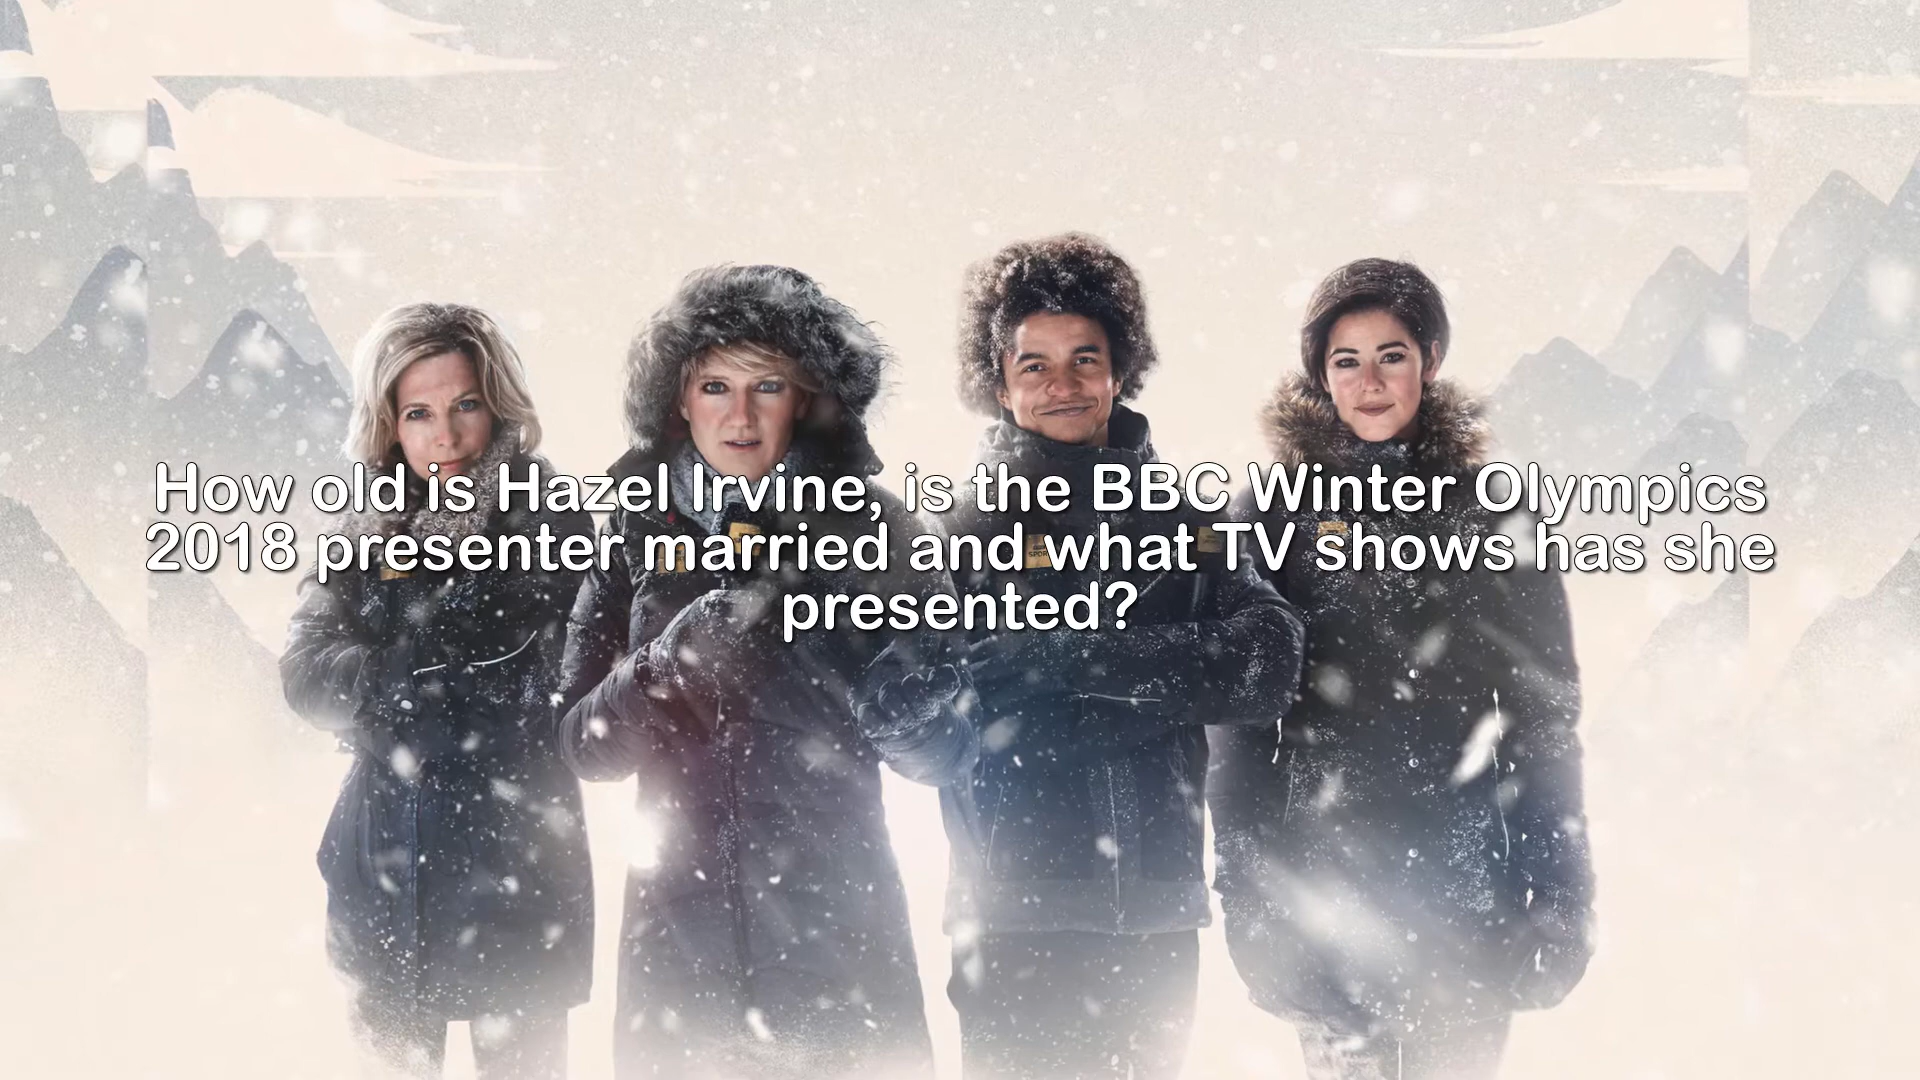 How old is Hazel Irvine, is the BBC Winter Olympics
2018 presenter married and what TV shows has she
presented?